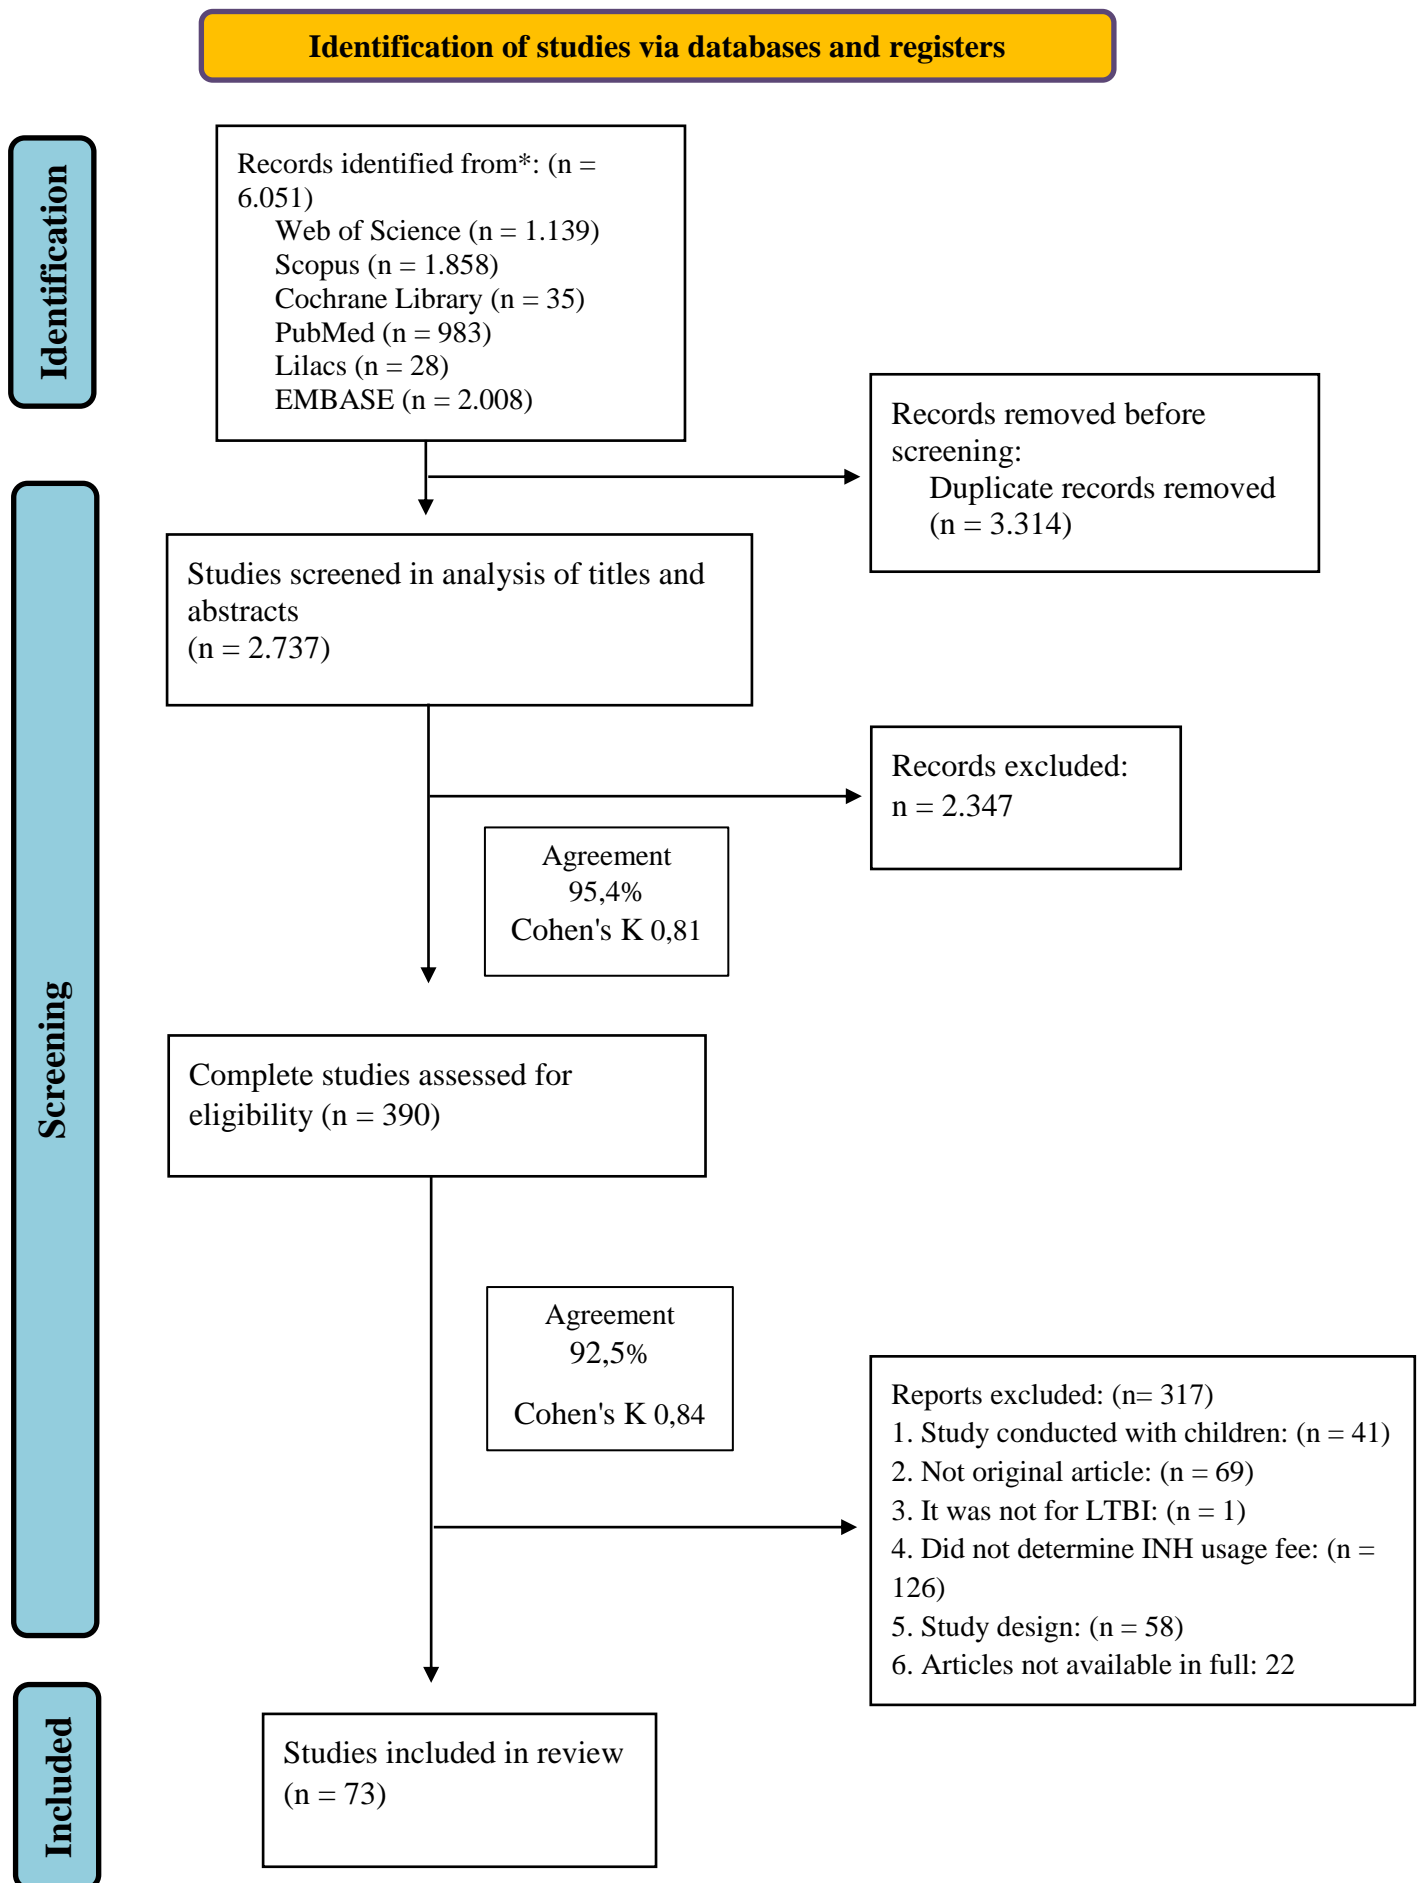 Identification of studies via databases and registers
Identification
Records identified from*: (n =
6.051)
Web of Science (n = 1.139)
Scopus (n = 1.858)
Cochrane Library (n = 35)
PubMed (n = 983)
Lilacs (n = 28)
EMBASE (n = 2.008)
Records removed before
screening:
Duplicate records removed
(n = 3.314)
Screening
Studies screened in analysis of titles and
abstracts
(n = 2.737)
Records excluded:
n = 2.347
Agreement
95,4%
Cohen's K 0,81
Complete studies assessed for
eligibility (n = 390)
Agreement
92,5%
Cohen's K 0,84
Reports excluded: (n= 317)
1. Study conducted with children: (n = 41)
2. Not original article: (n = 69)
3. It was not for LTBI: (n = 1)
4. Did not determine INH usage fee: (n =
126)
5. Study design: (n = 58)
6. Articles not available in full: 22
Included
Studies included in review
(n = 73)